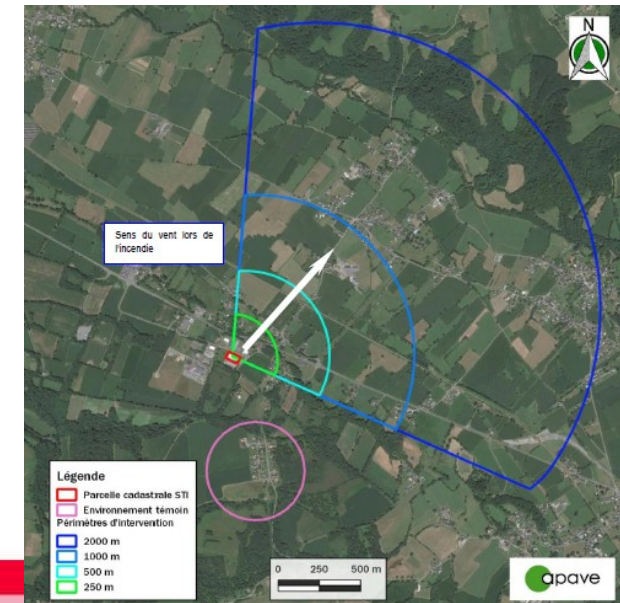 N
Sens du vent lors de
l'incendie
Légende
Parcelle cadastrale STI
Environnement témoin
Périmètres d'intervention
2000 m
1000 m
500 m
250 m
0 250 500 m
apave